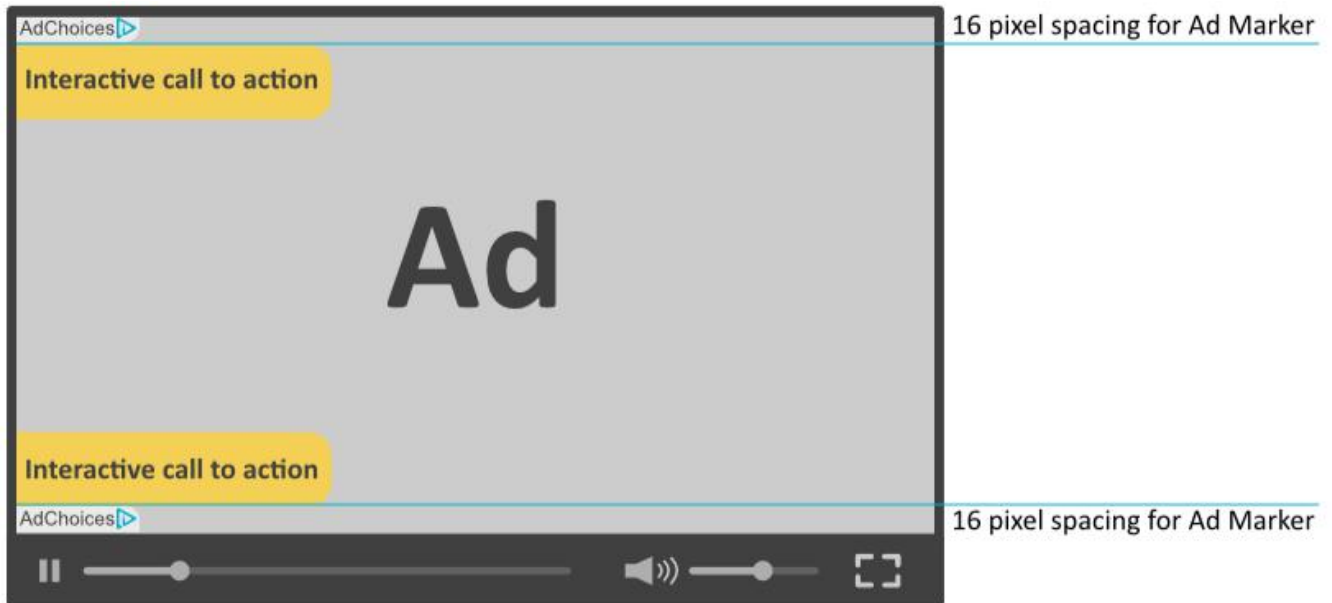 AdChoices
16 pixel spacing for Ad Marker
Interactive call to action
Ad
Interactive call to action
AdChoices
16 pixel spacing for Ad Marker